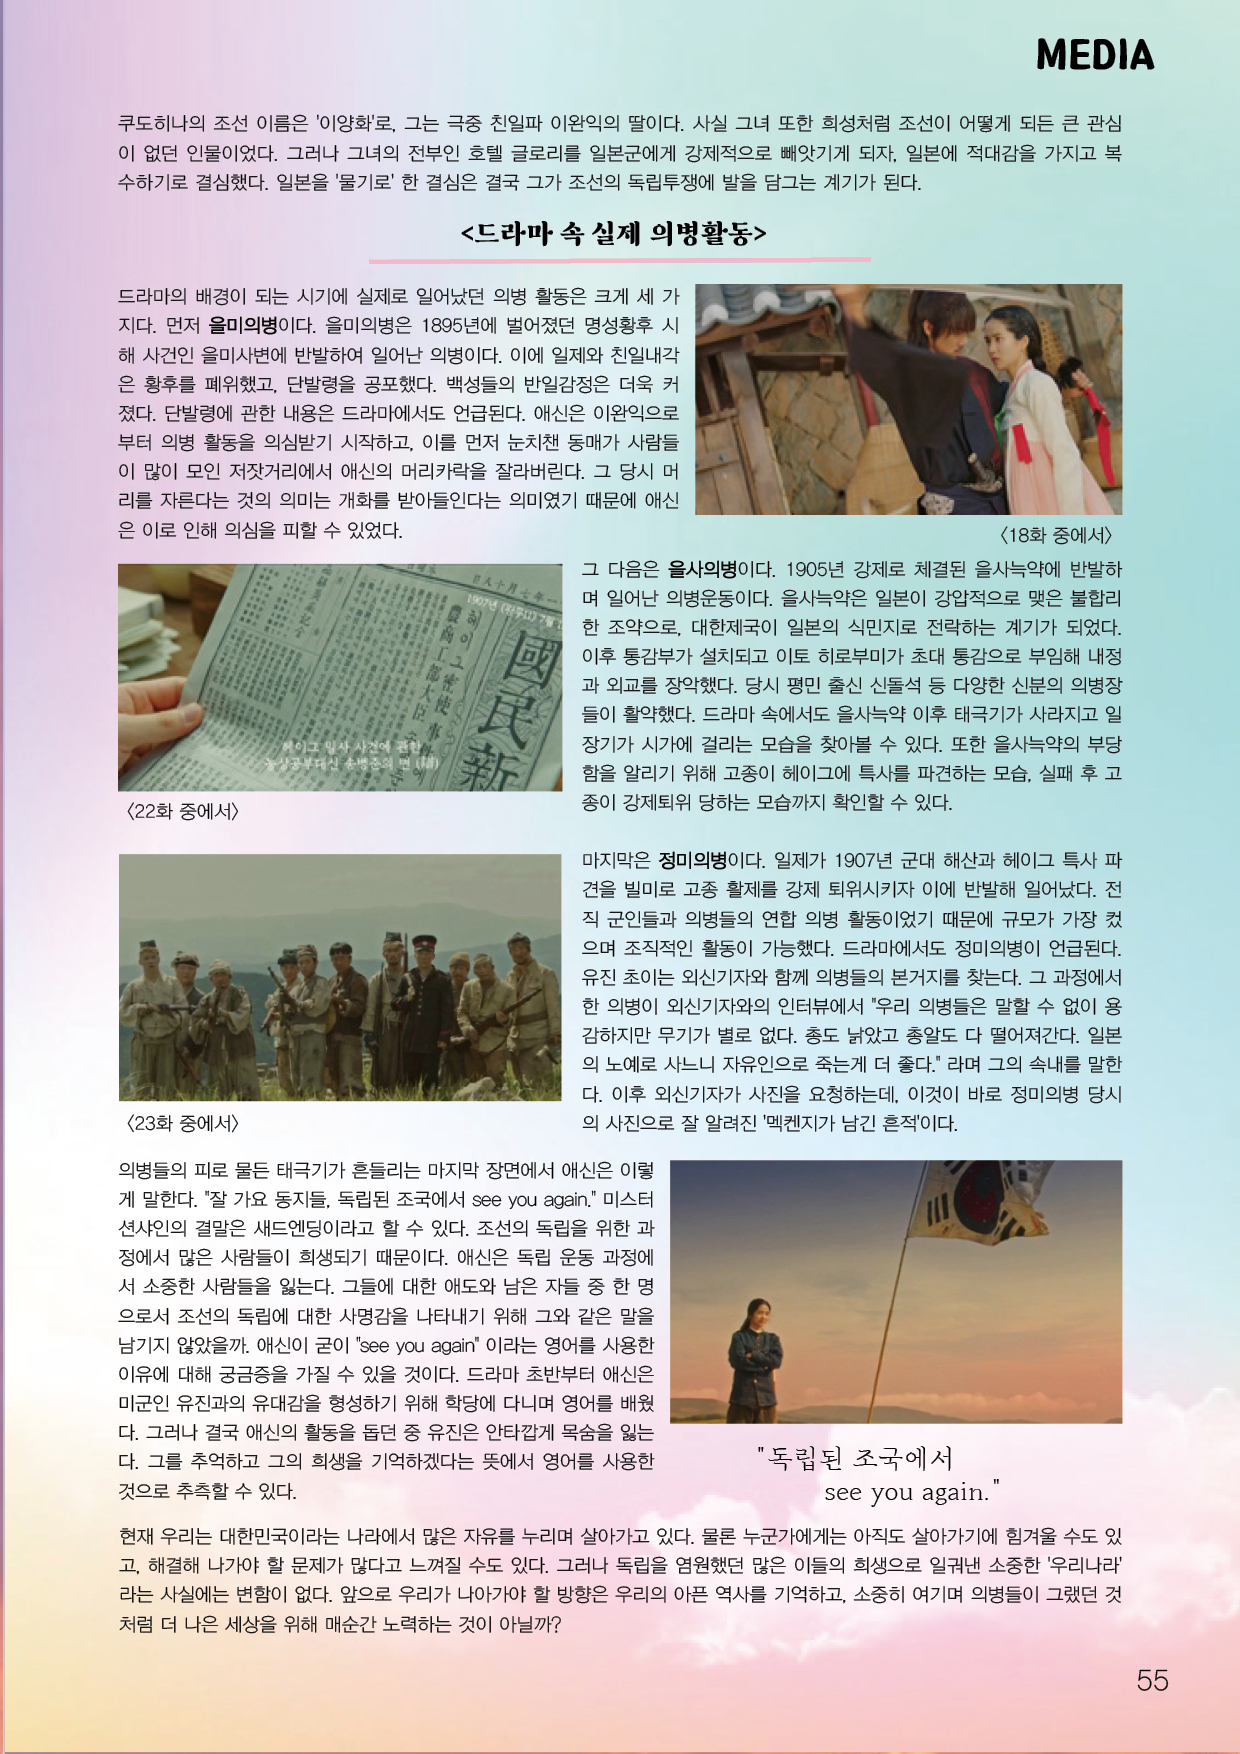 MEDIA
쿠도히나의 조선 이름은 '이양화'로, 그는 극중 친일파 이완익의 딸이다. 사실 그녀 또한 희성처럼 조선이 어떻게 되든 큰 관심
이 없던 인물이었다. 그러나 그녀의 전부인 호텔 글로리를 일본군에게 강제적으로 빼앗기게 되자, 일본에 적대감을 가지고 복
수하기로 결심했다. 일본을 '물기로' 한 결심은 결국 그가 조선의 독립투쟁에 발을 담그는 계기가 된다.
<드라마 속 실제 의병활동>
드라마의 배경이 되는 시기에 실제로 일어났던 의병 활동은 크게 세 가
지다. 먼저 을미의병이다. 을미의병은 1895년에 벌어졌던 명성황후 시
해 사건인 을미사변에 반발하여 일어난 의병이다. 이에 일제와 친일내각
은 황후를 폐위했고, 단발령을 공포했다. 백성들의 반일감정은 더욱 커
졌다. 단발령에 관한 내용은 드라마에서도 언급된다. 애신은 이완익으로
부터 의병 활동을 의심받기 시작하고, 이를 먼저 눈치챈 동매가 사람들
이 많이 모인 저잣거리에서 애신의 머리카락을 잘라버린다. 그 당시 머
리를 자른다는 것의 의미는 개화를 받아들인다는 의미였기 때문에 애신
은 이로 인해 의심을 피할 수 있었다.
〈18화 중에서〉
그 다음은 을사의병이다. 1905년 강제로 체결된 을사늑약에 반발하
며 일어난 의병운동이다. 을사늑약은 일본이 강압적으로 맺은 불합리
한 조약으로, 대한제국이 일본의 식민지로 전락하는 계기가 되었다.
이후 통감부가 설치되고 이토 히로부미가 초대 통감으로 부임해 내정
과 외교를 장악했다. 당시 평민 출신 신돌석 등 다양한 신분의 의병장
들이 활약했다. 드라마 속에서도 을사늑약 이후 태극기가 사라지고 일
장기가 시가에 걸리는 모습을 찾아볼 수 있다. 또한 을사늑약의 부당
함을 알리기 위해 고종이 헤이그에 특사를 파견하는 모습, 실패 후 고
종이 강제퇴위 당하는 모습까지 확인할 수 있다.
國民新
헤이그 밀사 사건에 관한
농상공부대신 송병준의 변
〈22화 중에서〉
마지막은 정미의병이다. 일제가 1907년 군대 해산과 헤이그 특사 파
견을 빌미로 고종 활제를 강제 퇴위시키자 이에 반발해 일어났다. 전
직 군인들과 의병들의 연합 의병 활동이었기 때문에 규모가 가장 컸
으며 조직적인 활동이 가능했다. 드라마에서도 정미의병이 언급된다.
유진 초이는 외신기자와 함께 의병들의 본거지를 찾는다. 그 과정에서
한 의병이 외신기자와의 인터뷰에서 "우리 의병들은 말할 수 없이 용
감하지만 무기가 별로 없다. 총도 낡았고 총알도 다 떨어져간다. 일본
의 노예로 사느니 자유인으로 죽는게 더 좋다." 라며 그의 속내를 말한
다. 이후 외신기자가 사진을 요청하는데, 이것이 바로 정미의병 당시
의 사진으로 잘 알려진 '멕켄지가 남긴 흔적'이다.
〈23화 중에서〉
의병들의 피로 물든 태극기가 흔들리는 마지막 장면에서 애신은 이렇
게 말한다. "잘 가요 동지들, 독립된 조국에서 see you again." 미스터
션샤인의 결말은 새드엔딩이라고 할 수 있다. 조선의 독립을 위한 과
정에서 많은 사람들이 희생되기 때문이다. 애신은 독립 운동 과정에
서 소중한 사람들을 잃는다. 그들에 대한 애도와 남은 자들 중 한 명
으로서 조선의 독립에 대한 사명감을 나타내기 위해 그와 같은 말을
남기지 않았을까. 애신이 굳이 "see you again" 이라는 영어를 사용한
이유에 대해 궁금증을 가질 수 있을 것이다. 드라마 초반부터 애신은
미군인 유진과의 유대감을 형성하기 위해 학당에 다니며 영어를 배웠
다. 그러나 결국 애신의 활동을 돕던 중 유진은 안타깝게 목숨을 잃는
다. 그를 추억하고 그의 희생을 기억하겠다는 뜻에서 영어를 사용한
것으로 추측할 수 있다.
"독립된 조국에서
see you again."
현재 우리는 대한민국이라는 나라에서 많은 자유를 누리며 살아가고 있다. 물론 누군가에게는 아직도 살아가기에 힘겨울 수도 있
고, 해결해 나가야 할 문제가 많다고 느껴질 수도 있다. 그러나 독립을 염원했던 많은 이들의 희생으로 일궈낸 소중한 '우리나라'
라는 사실에는 변함이 없다. 앞으로 우리가 나아가야 할 방향은 우리의 아픈 역사를 기억하고, 소중히 여기며 의병들이 그랬던 것
처럼 더 나은 세상을 위해 매순간 노력하는 것이 아닐까?
55